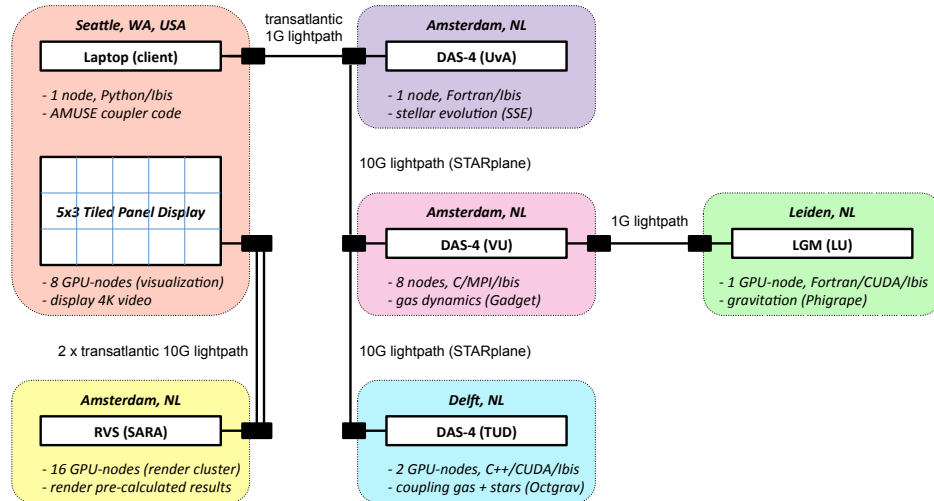 Seattle, WA, USA
Laptop (client)
- 1 node, Python/Ibis
- AMUSE coupler code
5x3 Tiled Panel Display
- 8 GPU-nodes (visualization)
- display 4K video
transatlantic
1G lightpath
Amsterdam, NL
DAS-4 (UvA)
- 1 node, Fortran/Ibis
- stellar evolution (SSE)
10G lightpath (STARplane)
Amsterdam, NL
DAS-4 (VU)
- 8 nodes, C/MPI/Ibis
- gas dynamics (Gadget)
1G lightpath
Leiden, NL
LGM (LU)
- 1 GPU-node, Fortran/CUDA/Ibis
- gravitation (Phigrape)
2 x transatlantic 10G lightpath
10G lightpath (STARplane)
Amsterdam, NL
RVS (SARA)
- 16 GPU-nodes (render cluster)
- render pre-calculated results
Delft, NL
DAS-4 (TUD)
- 2 GPU-nodes, C++/CUDA/Ibis
- coupling gas + stars (Octgrav)